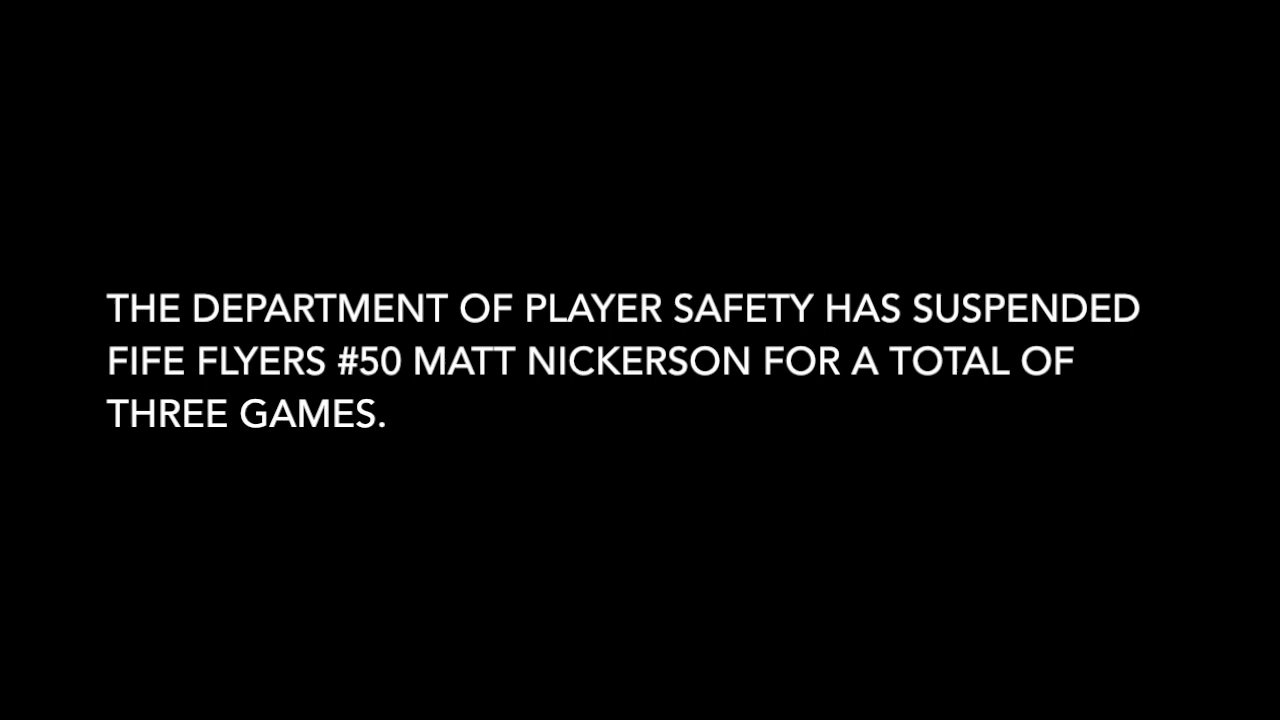 THE DEPARTMENT OF PLAYER SAFETY HAS SUSPENDED
FIFE FLYERS #50 MATT NICKERSON FOR A TOTAL OF
THREE GAMES.